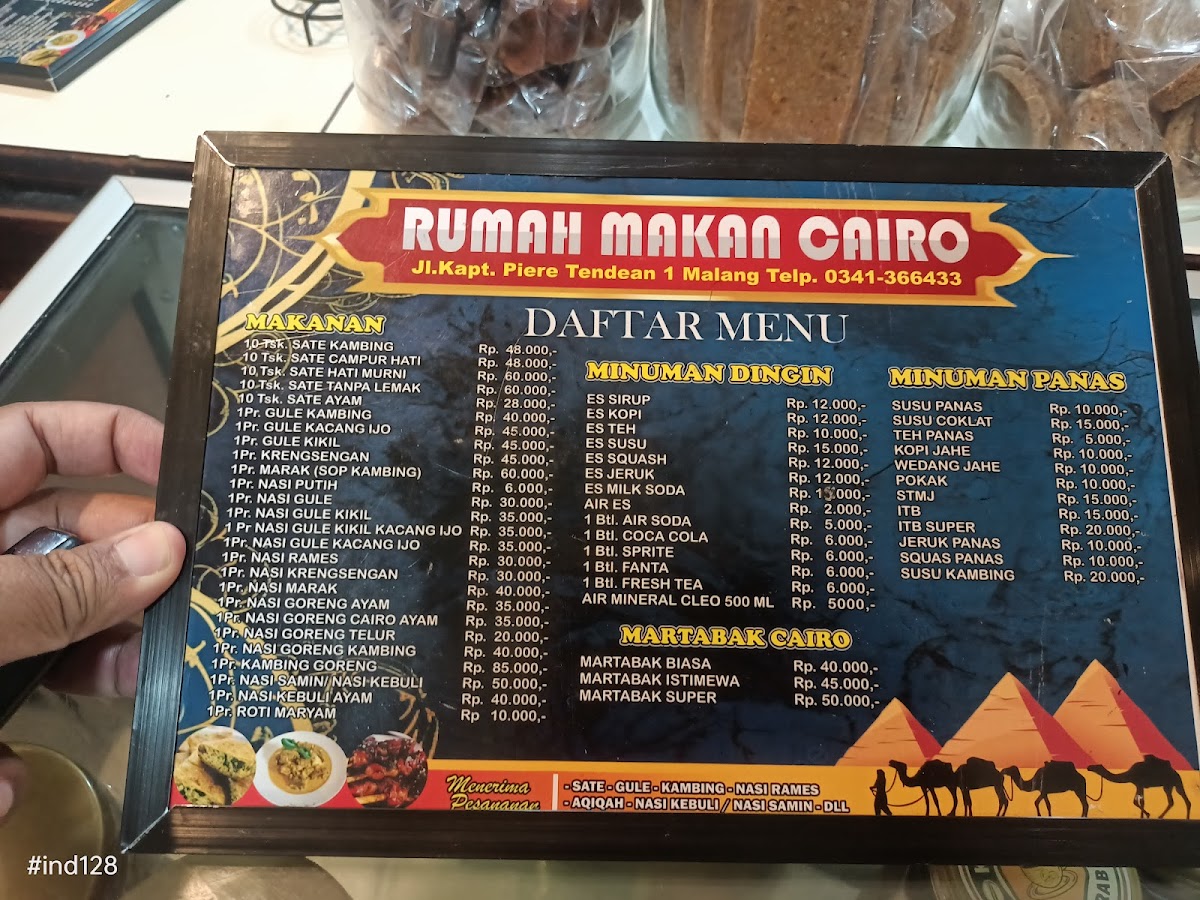 RUMAH MAKAN CAIRO
Jl.Kapt. Piere Tendean 1 Malang Telp. 0341-366433
DAFTAR MENU
MAKANAN
10 Tsk. SATE KAMBING Rp. 48.000,-
10 Tsk. SATE CAMPUR HATI Rp. 48.000,-
10 Tsk. SATE HATI MURNI Rp. 60.000,-
10 Tsk. SATE TANPA LEMAK Rp. 60.000,-
10 Tsk. SATE AYAM Rp. 28.000,-
1Pr. GULE KAMBING Rp. 40.000,-
1Pr. GULE KACANG IJO Rp. 45.000,-
1Pr. GULE KIKIL Rp. 45.000,-
1Pr. KRENGSENGAN Rp. 45.000,-
1Pr. MARAK (SOP KAMBING) Rp. 60.000,-
1Pr. NASI PUTIH Rp. 6.000,-
1Pr. NASI GULE Rp. 30.000,-
1Pr. NASI GULE KIKIL Rp. 35.000,-
1 Pr NASI GULE KIKIL KACANG IJO Rp. 35.000,-
1Pr. NASI GULE KACANG IJO Rp. 35.000,-
1Pr. NASI RAMES Rp. 30.000,-
1Pr. NASI KRENGSENGAN Rp. 30.000,-
1Pr. NASI MARAK Rp. 40.000,-
1Pr. NASI GORENG AYAM Rp. 35.000,-
1Pr. NASI GORENG CAIRO AYAM Rp. 35.000,-
1Pr. NASI GORENG TELUR Rp. 20.000,-
1Pr. NASI GORENG KAMBING Rp. 40.000,-
1Pr. KAMBING GORENG Rp. 85.000,-
1Pr. NASI SAMIN/ NASI KEBULI Rp. 50.000,-
1Pr. NASI KEBULI AYAM Rp. 40.000,-
1Pr. ROTI MARYAM Rp 10.000,-
MINUMAN DINGIN
ES SIRUP Rp. 12.000,-
ES KOPI Rp. 12.000,-
ES TEH Rp. 10.000,-
ES SUSU Rp. 15.000,-
ES SQUASH Rp. 12.000,-
ES JERUK Rp. 12.000,-
ES MILK SODA Rp.
AIR ES Rp. 2.000,-
1 Btl. AIR SODA Rp. 5.000,-
1 Btl. COCA COLA Rp. 6.000,-
1 Btl. SPRITE Rp. 6.000,-
1 Btl. FANTA Rp. 6.000,-
1 Btl. FRESH TEA Rp. 6.000,-
AIR MINERAL CLEO 500 ML Rp. 5000,-
MARTABAK CAIRO
MARTABAK BIASA Rp. 40.000,-
MARTABAK ISTIMEWA Rp. 45.000,-
MARTABAK SUPER Rp. 50.000,-
MINUMAN PANAS
SUSU PANAS Rp. 10.000,-
SUSU COKLAT Rp. 15.000,-
TEH PANAS Rp. 5.000,-
KOPI JAHE Rp. 10.000,-
WEDANG JAHE Rp. 10.000,-
POKAK Rp. 10.000,-
STMJ Rp. 15.000,-
ITB Rp. 15.000,-
ITB SUPER Rp. 20.000,-
JERUK PANAS Rp. 10.000,-
SQUAS PANAS Rp. 10.000,-
SUSU KAMBING Rp. 20.000,-
Menerima
Pesananan
- SATE - GULE - KAMBING - NASI RAMES
- AQIQAH - NASI KEBULI / NASI SAMIN - DLL
#ind128